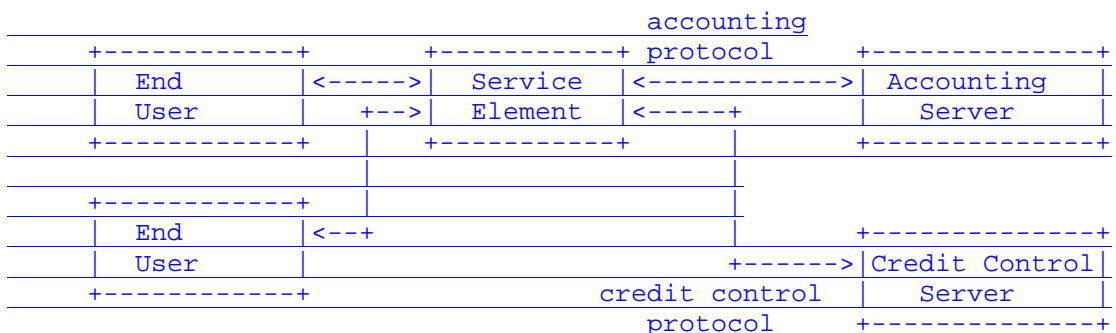 accounting
       +------------+        +-----------+ protocol      +--------------+
       |   End      |<----->|  Service  |<------------>| Accounting   |
       |   User     |   +-->|  Element  |<-----+       |   Server     |
       +------------+   |    +-----------+      |        +--------------+
                        |                       |
       +------------+   |                       |
       |   End      |<--+                       |        +--------------+
       |   User     |                           +------>|Credit Control|
       +------------+                  credit control   |   Server     |
                                          protocol       +--------------+